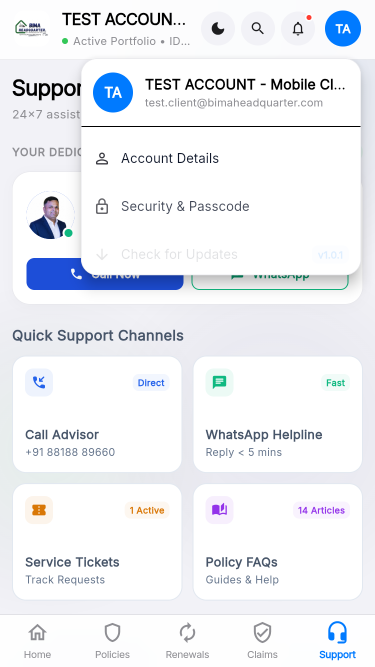 BIMA
HEADQUARTER
TEST ACCOUN...
Active Portfolio • ID...
TA
Suppor
24×7 assist
YOUR DEDIC
TA
TEST ACCOUNT - Mobile Cl...
test.client@bimaheadquarter.com
Account Details
Security & Passcode
Check for Updates
v1.0.1
Call Now
WhatsApp
Quick Support Channels
Direct
Call Advisor
+91 88188 89660
Fast
WhatsApp Helpline
Reply < 5 mins
1 Active
Service Tickets
Track Requests
14 Articles
Policy FAQs
Guides & Help
Home
Policies
Renewals
Claims
Support